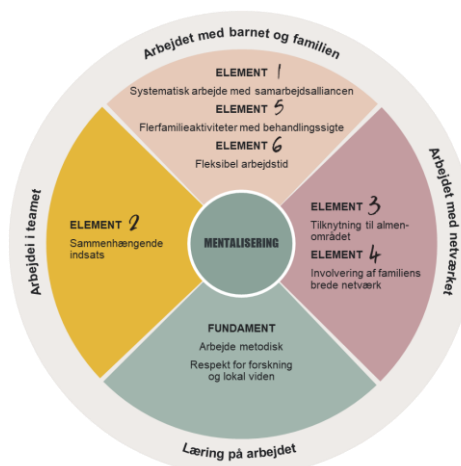 Arbejdet med barnet og familien
ELEMENT 1
Systematisk arbejde med samarbejdsalliancen
ELEMENT 5
Flerfamilieaktiviteter med behandlingssigte
ELEMENT 6
Fleksibel arbejdstid
Arbejdei i teamet
ELEMENT 2
Sammenhængende
indsats
MENTALISERING
Arbejdet med netværket
ELEMENT 3
Tilknytning til almen-
området
ELEMENT 4
Involvering af familiens
brede netværk
FUNDAMENT
Arbejde metodisk
Respekt for forskning
og lokal viden
Læring på arbejdet